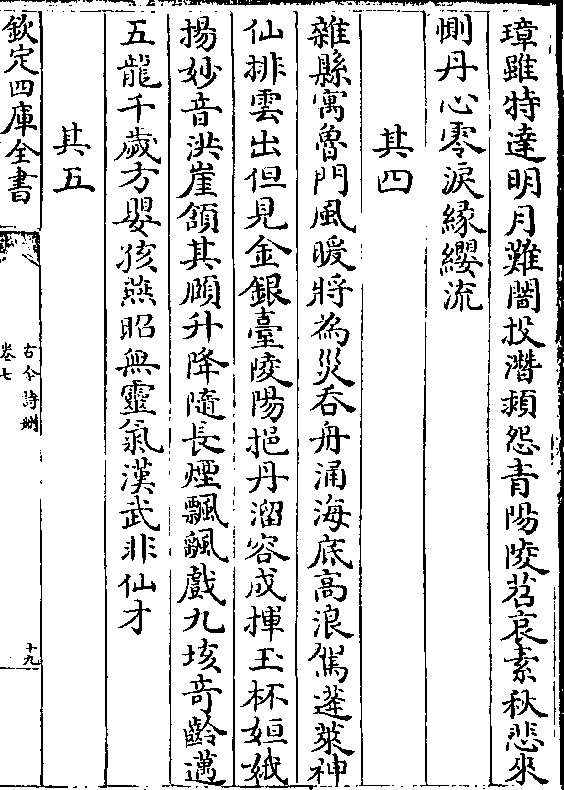 璋雖特達明月難闇投潛頴怨青陽陵苕哀素秋悲來
惻丹心零淚緣纓流
其四
雜縣寓魯門風暖將為災吞舟涌海底高浪駕蓬萊神
仙排雲出但見金銀臺陵陽挹丹溜容成揮玉杯姮娥
揚妙音洪崖頷其頤升降隨長煙飄颻戲九垓奇齡邁
五龍千歲方嬰孩燕昭無靈氣漢武非仙才
其五
欽定四庫全書
古今詩刪
卷七
十九